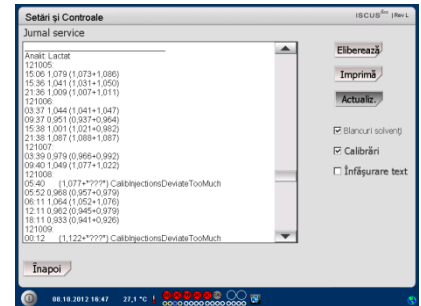 Setări și Controale
ISCUSflex | Rev L
Jurnal service
Analit: Lactat
121005:
15:06 1,079 (1,073+1,086)
15:36 1,041 (1,031+1,050)
21:36 1,009 (1,007+1,011)
121006:
03:37 1,044 (1,041+1,047)
09:37 0,951 (0,937+0,964)
15:38 1,001 (1,021+0,982)
21:38 1,087 (1,088+1,087)
121007:
03:39 0,979 (0,966+0,992)
09:40 1,049 (1,077+1,022)
121008:
05:40 (1,077+"???") CalibInjectionsDeviateTooMuch
05:52 0,968 (0,957+0,979)
06:11 1,064 (1,052+1,076)
12:11 0,962 (0,945+0,979)
18:11 0,933 (0,941+0,926)
121009:
00:12 (1,122+"???") CalibInjectionsDeviateTooMuch
Eliberează
Imprimă
Actualiz.
Blancuri solvenți
Calibrări
Înfășurare text
Înapoi
08.10.2012 16:47 27,1 °C !